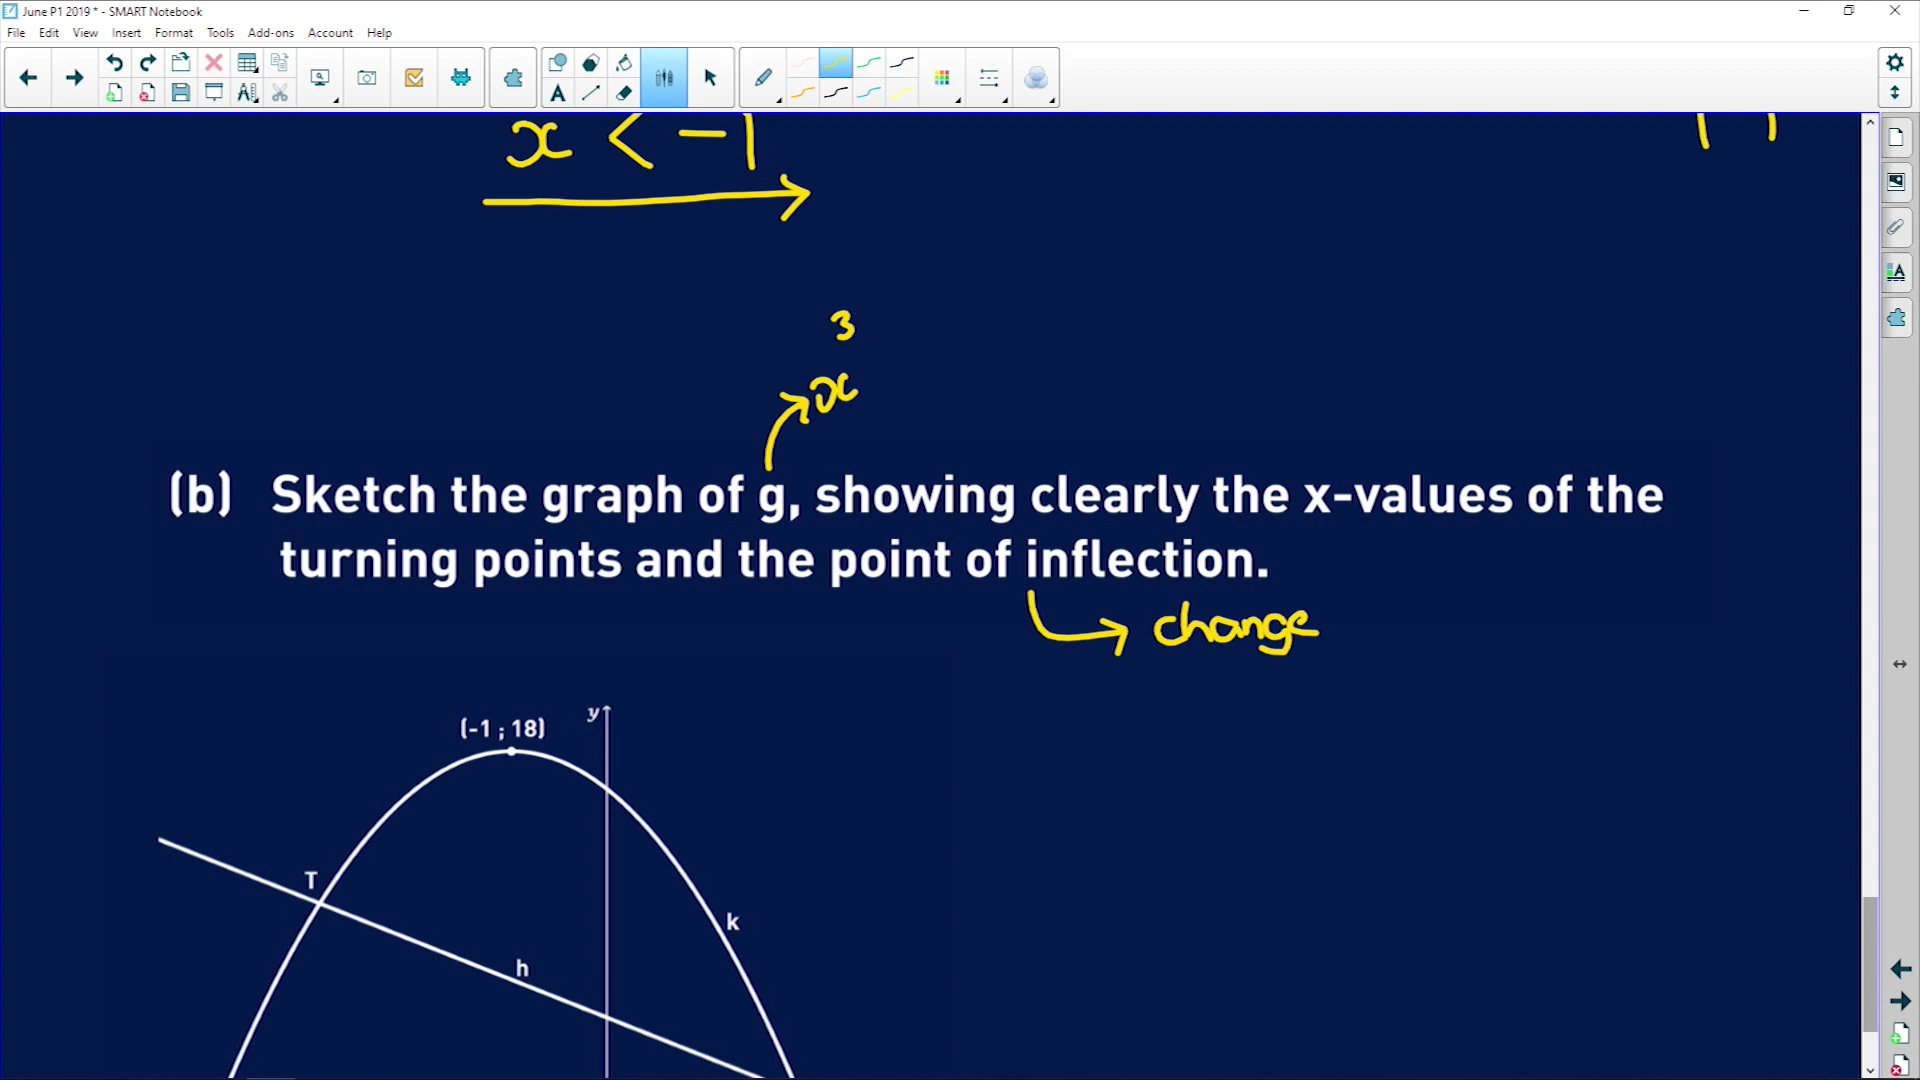 June P1 2019 * - SMART Notebook
File Edit View Insert Format Tools Add-ons Account Help
x < -1
3
x
(b) Sketch the graph of g, showing clearly the x-values of the
turning points and the point of inflection.
change
(-1 ; 18)
y
T
k
h